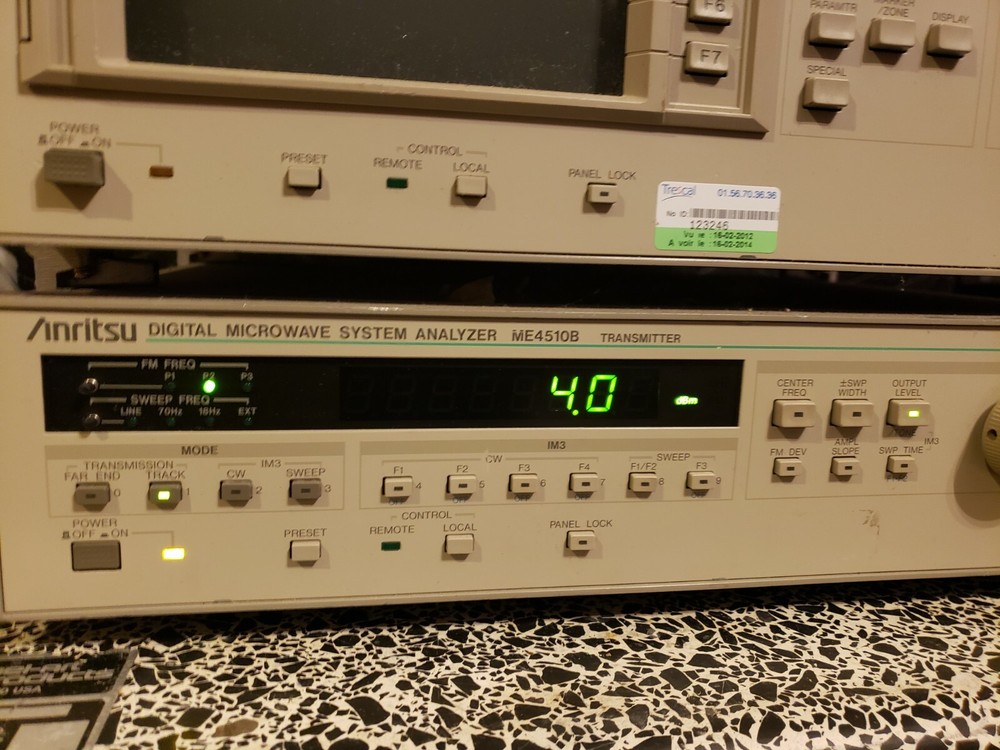 F6
F7
PARAMTR
MARKER
/ZONE
DISPLAY
SPECIAL
POWER
OFF ON
PRESET
CONTROL
REMOTE
LOCAL
PANEL LOCK
Trescal 01.56.70.36.36
No ID:
123246
Vu le :16-02-2012
A voir le :16-02-2014
Anritsu DIGITAL MICROWAVE SYSTEM ANALYZER ME4510B TRANSMITTER
FM FREQ
P1 P2 P3
SWEEP FREQ
LINE 70Hz 18Hz EXT
4.0 dBm
CENTER
FREQ
±SWP
WIDTH
OUTPUT
LEVEL
FM DEV
AMPL
SLOPE
SWP TIME
IM3
MODE
TRANSMISSION
FAR END 0
TRACK 1
IM3
CW 2
SWEEP 3
IM3
CW
SWEEP
F1 4
F2 5
F3 6
F4 7
F1/F2 8
F3 9
POWER
OFF ON
PRESET
CONTROL
REMOTE
LOCAL
PANEL LOCK
USA